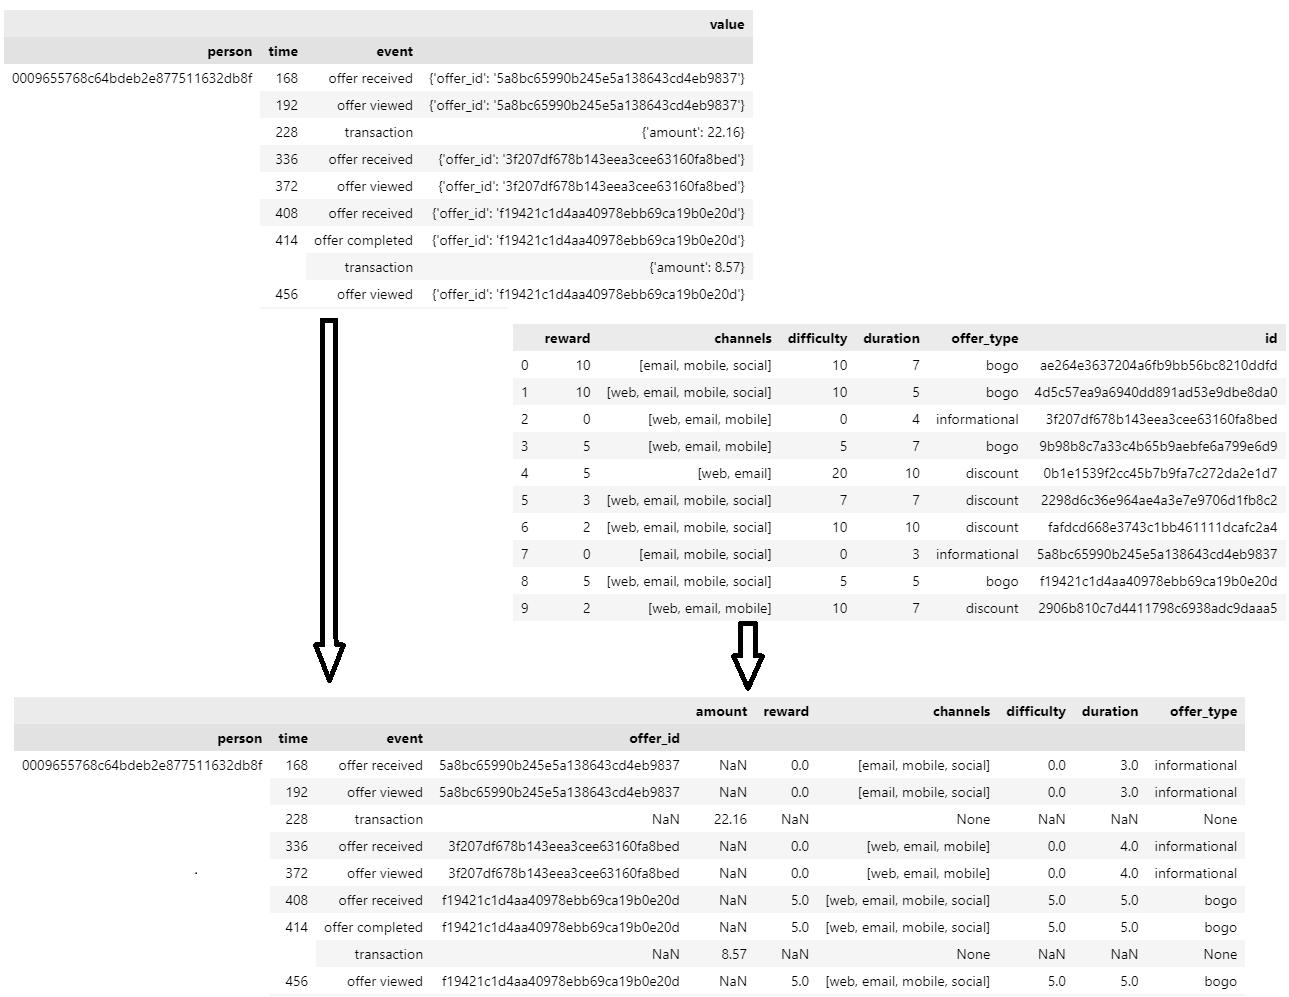 value
person time event
0009655768c64bdeb2e877511632db8f 168 offer received {'offer_id': '5a8bc65990b245e5a138643cd4eb9837'}
192 offer viewed {'offer_id': '5a8bc65990b245e5a138643cd4eb9837'}
228 transaction {'amount': 22.16}
336 offer received {'offer_id': '3f207df678b143eea3cee63160fa8bed'}
372 offer viewed {'offer_id': '3f207df678b143eea3cee63160fa8bed'}
408 offer received {'offer_id': 'f19421c1d4aa40978ebb69ca19b0e20d'}
414 offer completed {'offer_id': 'f19421c1d4aa40978ebb69ca19b0e20d'}
transaction {'amount': 8.57}
456 offer viewed {'offer_id': 'f19421c1d4aa40978ebb69ca19b0e20d'}
reward channels difficulty duration offer_type id
0 10 [email, mobile, social] 10 7 bogo ae264e3637204a6fb9bb56bc8210ddfd
1 10 [web, email, mobile, social] 10 5 bogo 4d5c57ea9a6940dd891ad53e9dbe8da0
2 0 [web, email, mobile] 0 4 informational 3f207df678b143eea3cee63160fa8bed
3 5 [web, email, mobile] 5 7 bogo 9b98b8c7a33c4b65b9aebfe6a799e6d9
4 5 [web, email] 20 10 discount 0b1e1539f2cc45b7b9fa7c272da2e1d7
5 3 [web, email, mobile, social] 7 7 discount 2298d6c36e964ae4a3e7e9706d1fb8c2
6 2 [web, email, mobile, social] 10 10 discount fafdcd668e3743c1bb461111dcafc2a4
7 0 [email, mobile, social] 0 3 informational 5a8bc65990b245e5a138643cd4eb9837
8 5 [web, email, mobile, social] 5 5 bogo f19421c1d4aa40978ebb69ca19b0e20d
9 2 [web, email, mobile] 10 7 discount 2906b810c7d4411798c6938adc9daaa5
amount reward channels difficulty duration offer_type
person time event offer_id
0009655768c64bdeb2e877511632db8f 168 offer received 5a8bc65990b245e5a138643cd4eb9837 NaN 0.0 [email, mobile, social] 0.0 3.0 informational
192 offer viewed 5a8bc65990b245e5a138643cd4eb9837 NaN 0.0 [email, mobile, social] 0.0 3.0 informational
228 transaction NaN 22.16 NaN None NaN NaN None
336 offer received 3f207df678b143eea3cee63160fa8bed NaN 0.0 [web, email, mobile] 0.0 4.0 informational
372 offer viewed 3f207df678b143eea3cee63160fa8bed NaN 0.0 [web, email, mobile] 0.0 4.0 informational
408 offer received f19421c1d4aa40978ebb69ca19b0e20d NaN 5.0 [web, email, mobile, social] 5.0 5.0 bogo
414 offer completed f19421c1d4aa40978ebb69ca19b0e20d NaN 5.0 [web, email, mobile, social] 5.0 5.0 bogo
transaction NaN 8.57 NaN None NaN NaN None
456 offer viewed f19421c1d4aa40978ebb69ca19b0e20d NaN 5.0 [web, email, mobile, social] 5.0 5.0 bogo